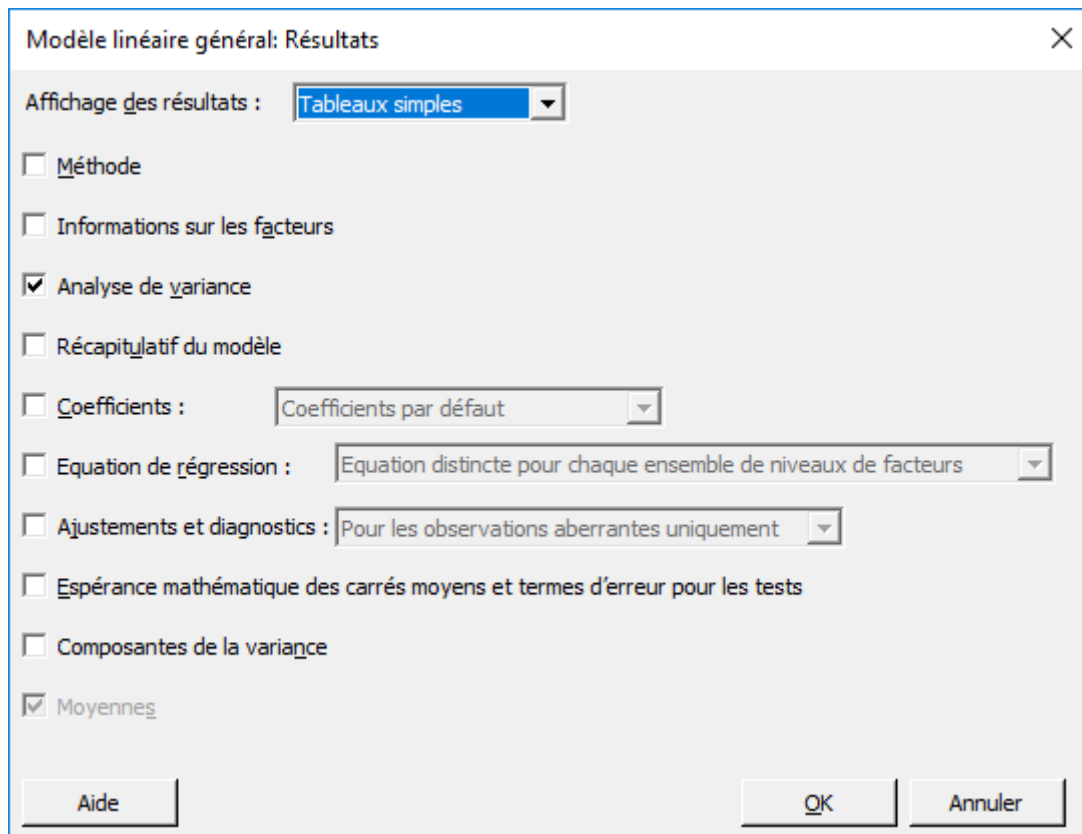 Modèle linéaire général: Résultats
Affichage des résultats : Tableaux simples
Méthode
Informations sur les facteurs
Analyse de variance
Récapitulatif du modèle
Coefficients : Coefficients par défaut
Equation de régression : Equation distincte pour chaque ensemble de niveaux de facteurs
Ajustements et diagnostics : Pour les observations aberrantes uniquement
Espérance mathématique des carrés moyens et termes d’erreur pour les tests
Composantes de la variance
Moyennes
Aide OK Annuler